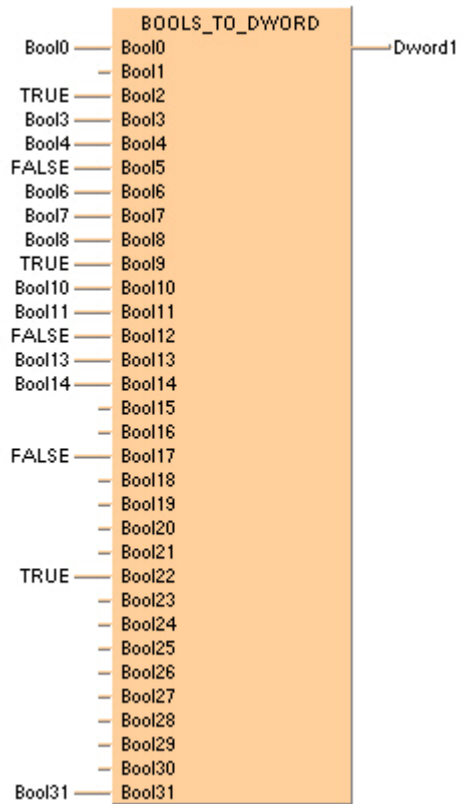 BOOLS_TO_DWORD
Bool0 Bool0 Dword1
Bool1
TRUE Bool2
Bool3 Bool3
Bool4 Bool4
FALSE Bool5
Bool6 Bool6
Bool7 Bool7
Bool8 Bool8
TRUE Bool9
Bool10 Bool10
Bool11 Bool11
FALSE Bool12
Bool13 Bool13
Bool14 Bool14
Bool15
Bool16
FALSE Bool17
Bool18
Bool19
Bool20
Bool21
TRUE Bool22
Bool23
Bool24
Bool25
Bool26
Bool27
Bool28
Bool29
Bool30
Bool31 Bool31